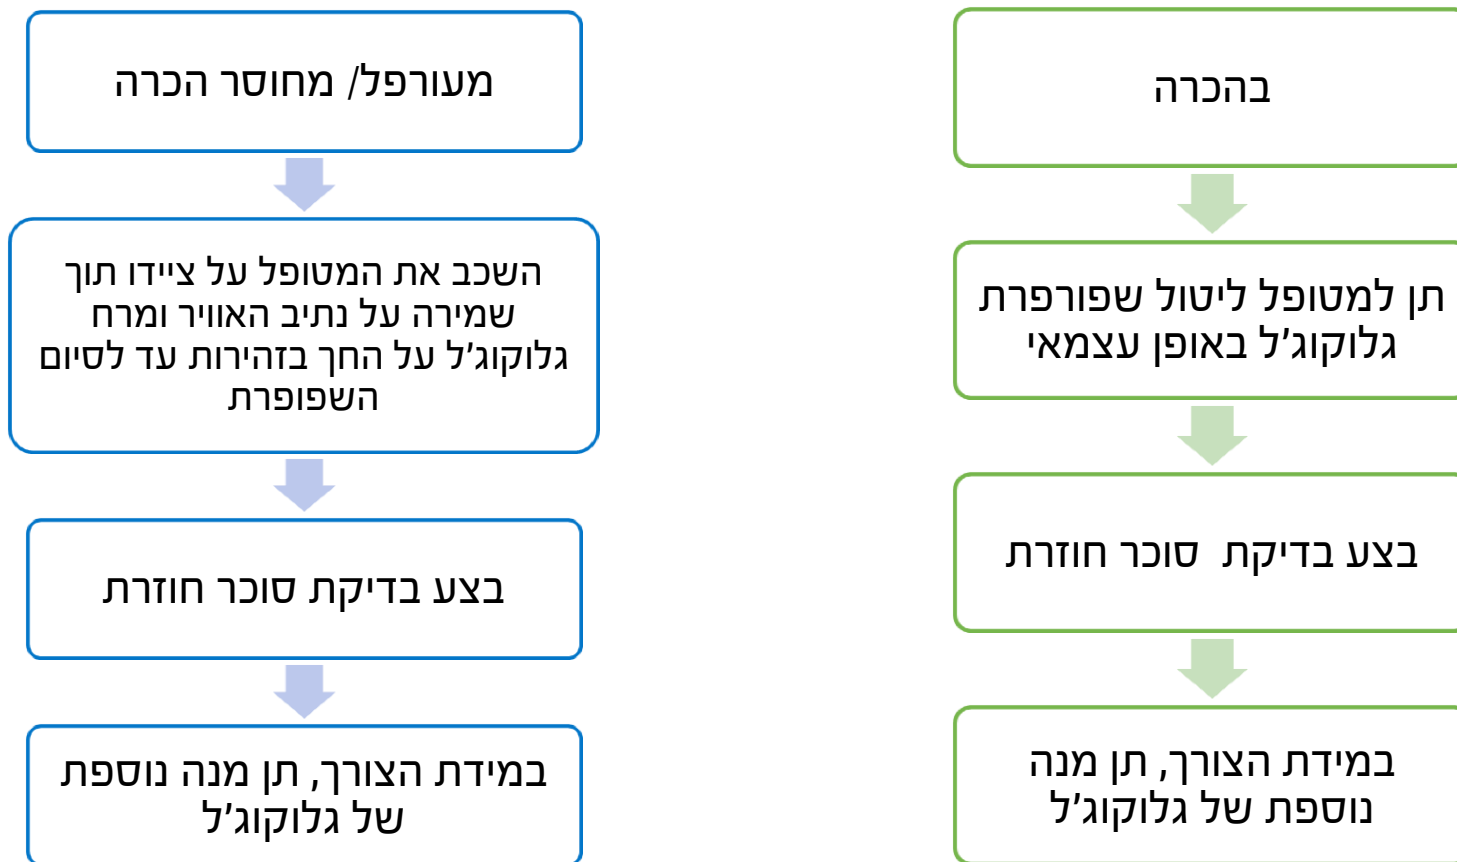 בהכרה
תן למטופל ליטול שפורפרת
גלוקוג'ל באופן עצמאי
בצע בדיקת סוכר חוזרת
במידת הצורך, תן מנה
נוספת של גלוקוג'ל
מעורפל/ מחוסר הכרה
השכב את המטופל על ציידו תוך
שמירה על נתיב האוויר ומרח
גלוקוג'ל על החך בזהירות עד לסיום
השפופרת
בצע בדיקת סוכר חוזרת
במידת הצורך, תן מנה נוספת
של גלוקוג'ל